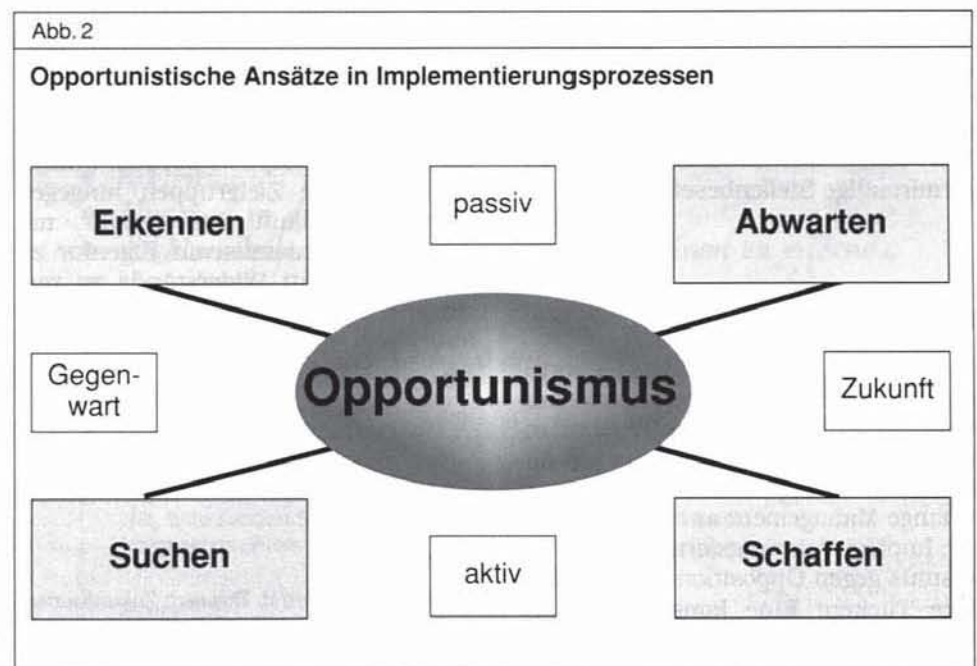 Abb. 2
Opportunistische Ansätze in Implementierungsprozessen
Erkennen
passiv
Abwarten
Gegen-
wart
Opportunismus
Zukunft
Suchen
aktiv
Schaffen